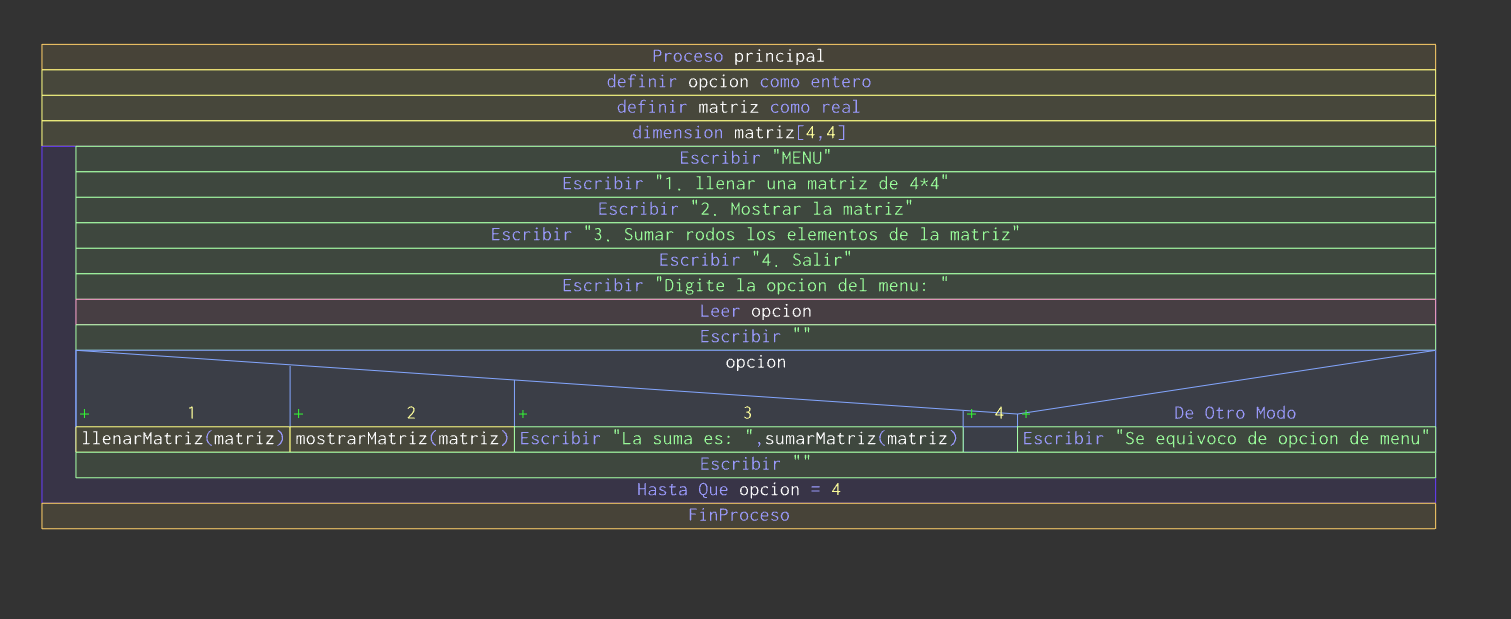 Proceso principal
definir opcion como entero
definir matriz como real
dimension matriz[4,4]
Escribir "MENU"
Escribir "1. llenar una matriz de 4*4"
Escribir "2. Mostrar la matriz"
Escribir "3. Sumar rodos los elementos de la matriz"
Escribir "4. Salir"
Escribir "Digite la opcion del menu: "
Leer opcion
Escribir ""
opcion
+ 1 + 2 + 3 + 4 + De Otro Modo
llenarMatriz(matriz) mostrarMatriz(matriz) Escribir "La suma es: ",sumarMatriz(matriz) Escribir "Se equivoco de opcion de menu"
Escribir ""
Hasta Que opcion = 4
FinProceso